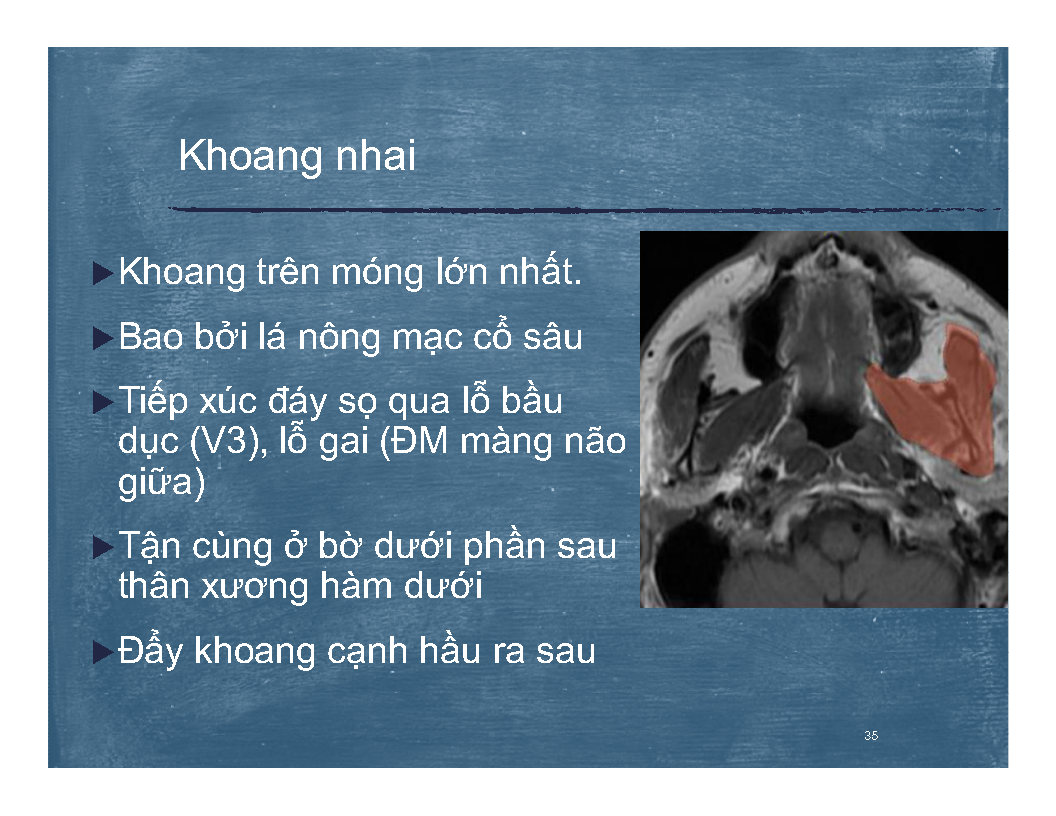 Khoang nhai
▶Khoang trên móng lớn nhất.
▶Bao bởi lá nông mạc cổ sâu
▶Tiếp xúc đáy sọ qua lỗ bầu
dục (V3), lỗ gai (ĐM màng não
giữa)
▶Tận cùng ở bờ dưới phần sau
thân xương hàm dưới
▶Đẩy khoang cạnh hầu ra sau
35